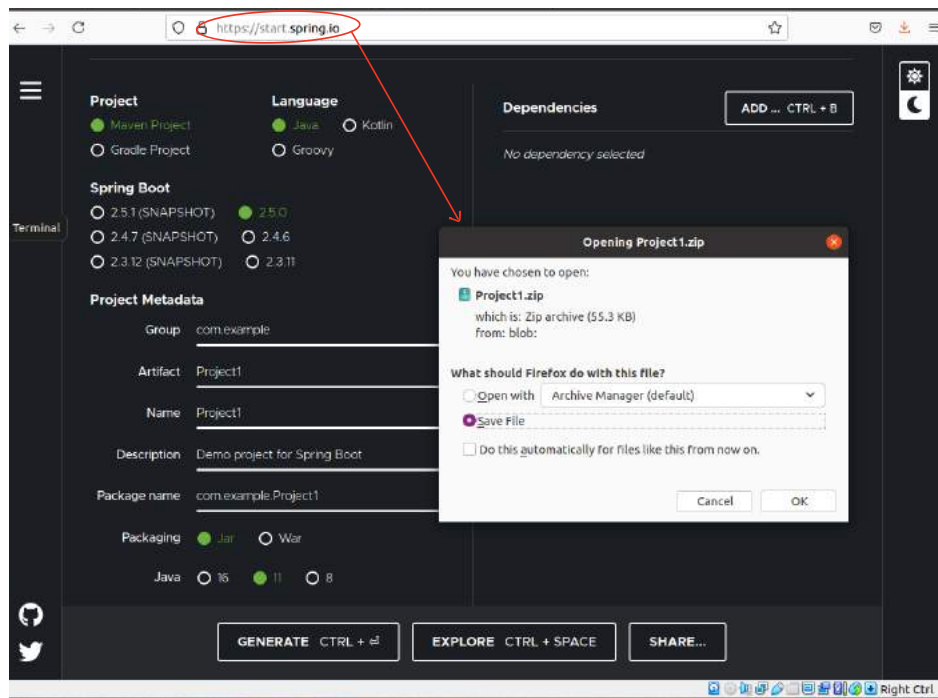 https://start.spring.io
Project
Maven Project
Gradle Project
Language
Java Kotlin
Groovy
Spring Boot
2.5.1 (SNAPSHOT) 2.5.0
2.4.7 (SNAPSHOT) 2.4.6
2.3.12 (SNAPSHOT) 2.3.11
Terminal
Project Metadata
Group com.example
Artifact Project1
Name Project1
Description Demo project for Spring Boot
Package name com.example.Project1
Packaging Jar War
Java 16 11 8
Dependencies
ADD ... CTRL + B
No dependency selected
Opening Project1.zip
You have chosen to open:
Project1.zip
which is: Zip archive (55.3 KB)
from: blob:
What should Firefox do with this file?
Open with Archive Manager (default)
Save File
Do this automatically for files like this from now on.
Cancel OK
GENERATE CTRL + ⏎ EXPLORE CTRL + SPACE SHARE...
Right Ctrl